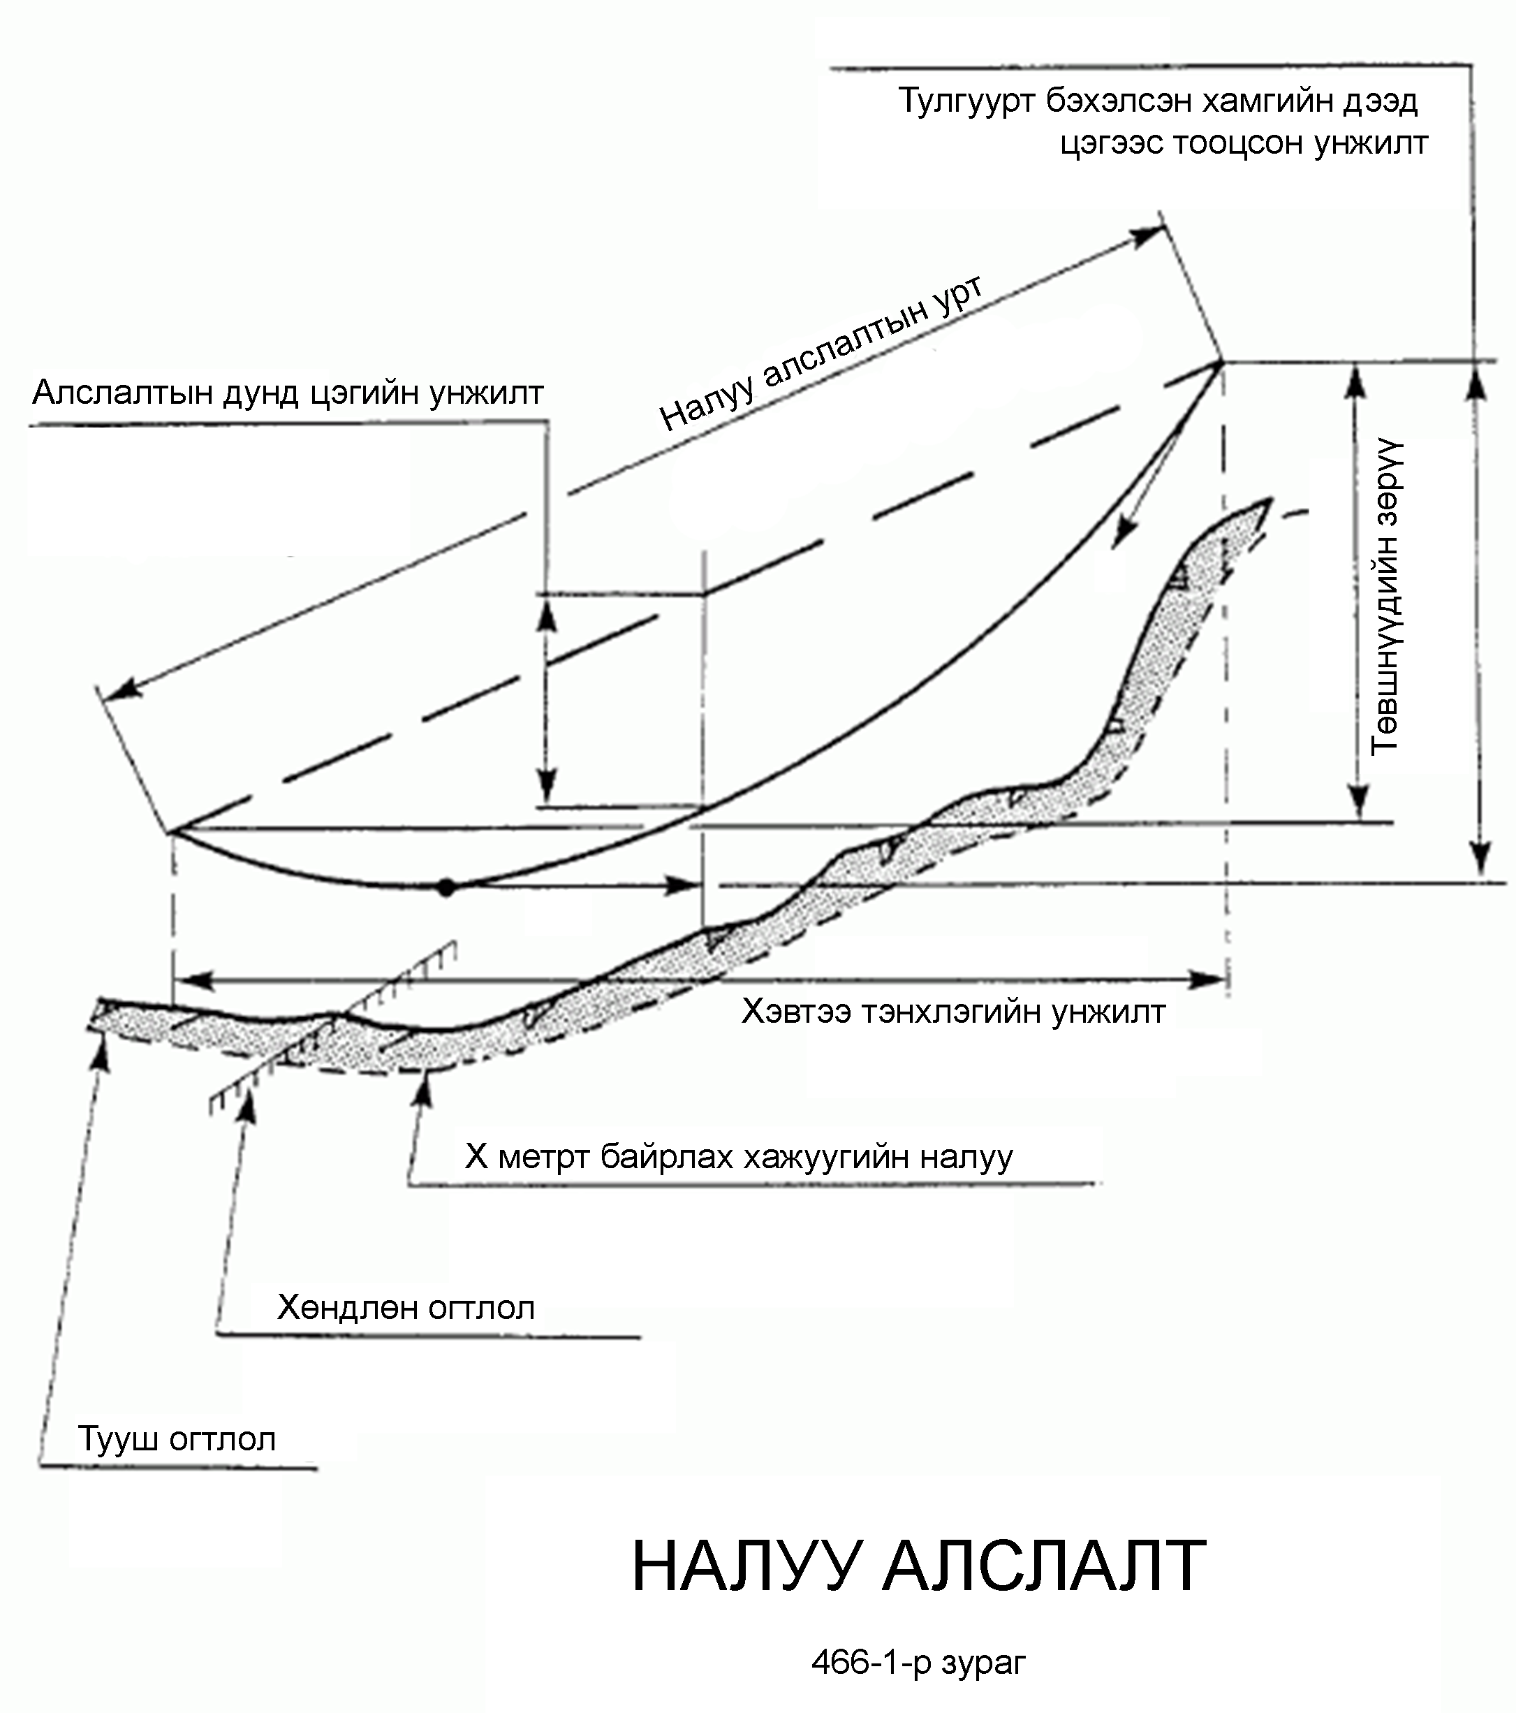 Тулгуурт бэхэлсэн хамгийн дээд
цэгээс тооцсон унжилт
Налуу алслалтын урт
Алслалтын дунд цэгийн унжилт
Төвшнүүдийн зөрүү
Хэвтээ тэнхлэгийн унжилт
Х метрт байрлах хажуугийн налуу
Хөндлөн огтлол
Тууш огтлол
НАЛУУ АЛСЛАЛТ
466-1-р зураг